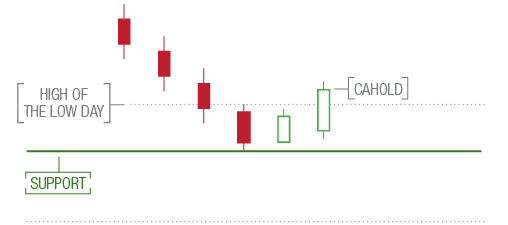 HIGH OF
THE LOW DAY
CAHOLD
SUPPORT